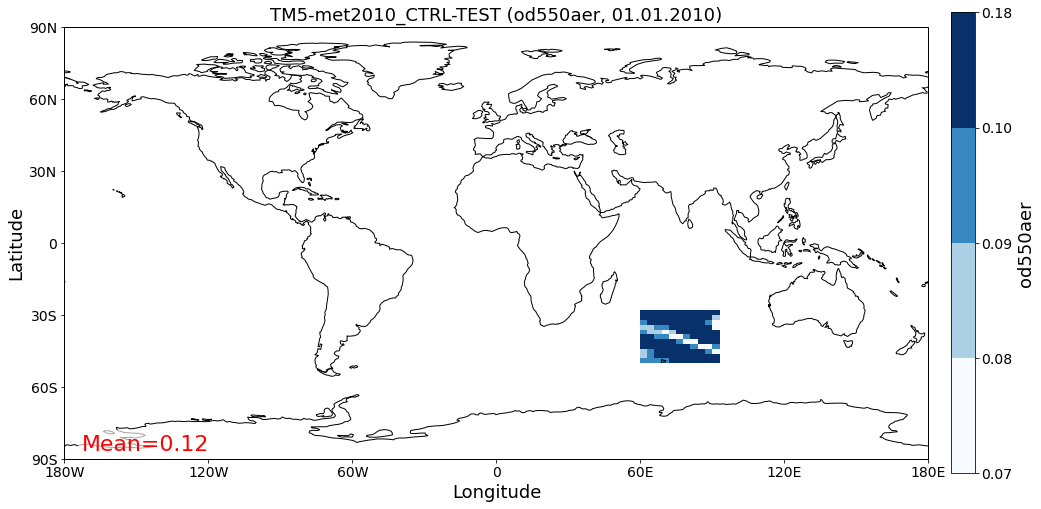 TM5-met2010_CTRL-TEST (od550aer, 01.01.2010)
90N
60N
30N
0
30S
60S
90S
Latitude
Mean=0.12
180W
120W
60W
0
60E
120E
180E
Longitude
0.18
0.10
0.09
0.08
0.07
od550aer